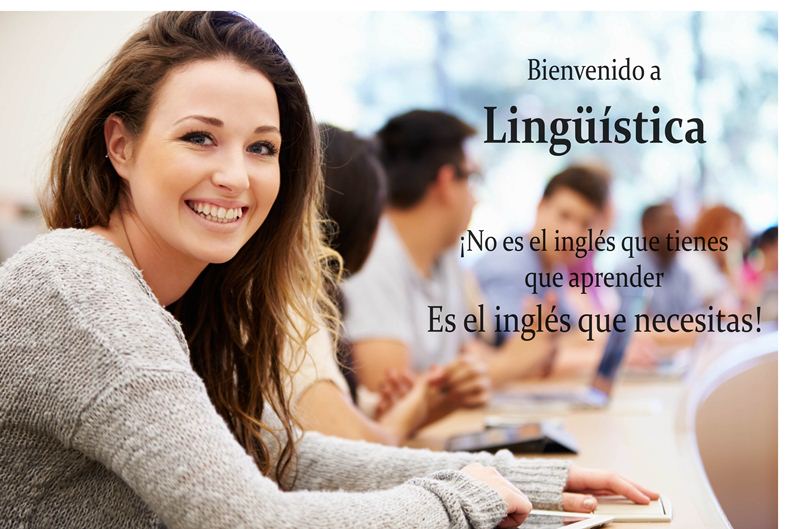 Bienvenido a
Lingüística
¡No es el inglés que tienes
que aprender
Es el inglés que necesitas!